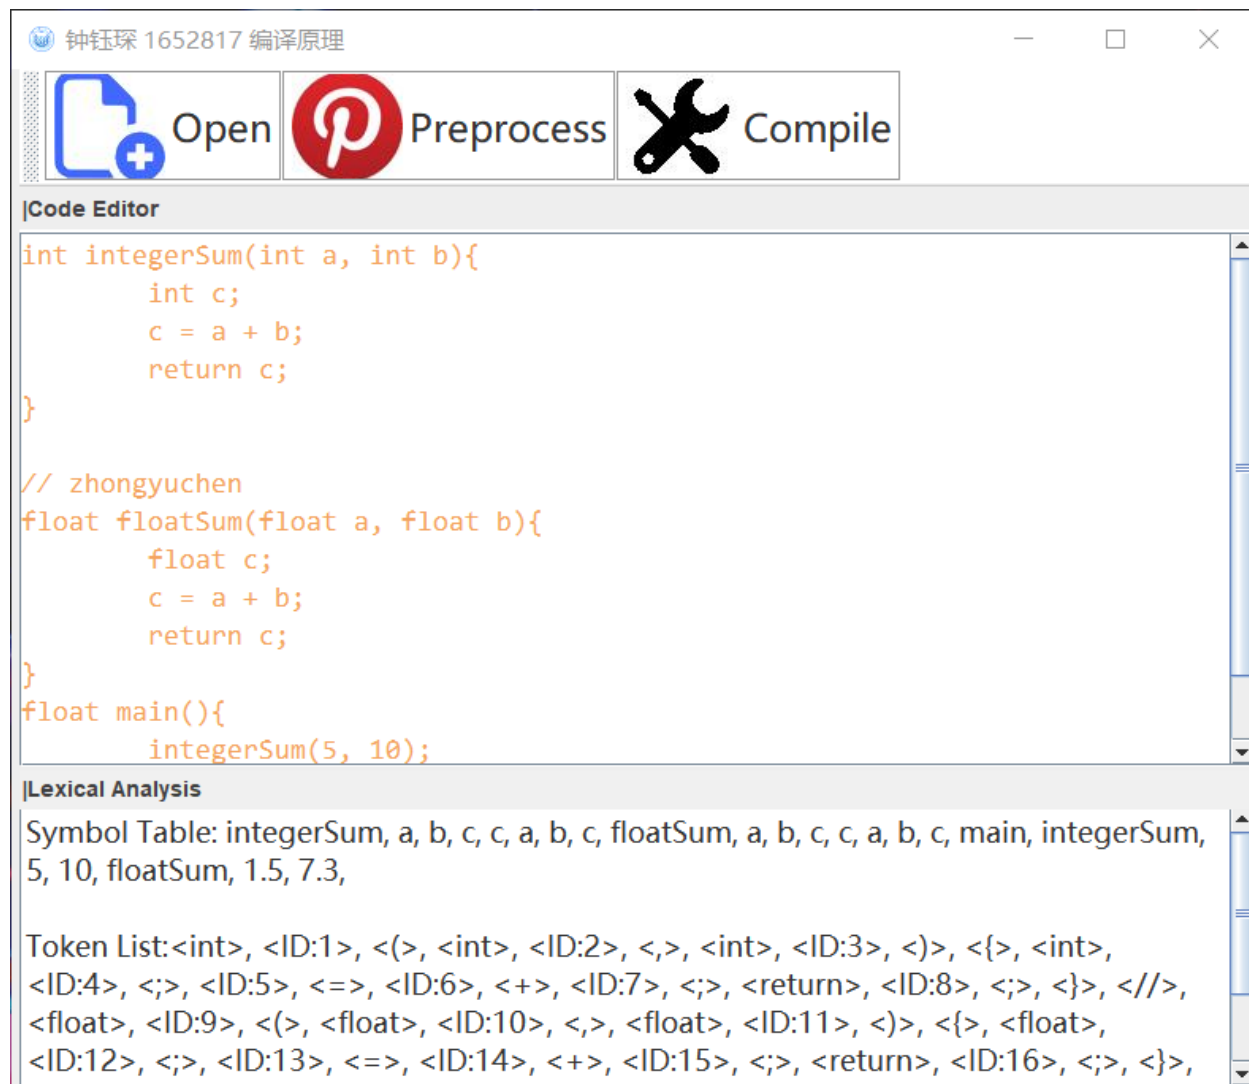 钟钰琛 1652817 编译原理
Open Preprocess Compile
|Code Editor
int integerSum(int a, int b){
        int c;
        c = a + b;
        return c;
}
// zhongyuchen
float floatSum(float a, float b){
        float c;
        c = a + b;
        return c;
}
float main(){
        integerSum(5, 10);
|Lexical Analysis
Symbol Table: integerSum, a, b, c, c, a, b, c, floatSum, a, b, c, c, a, b, c, main, integerSum,
5, 10, floatSum, 1.5, 7.3,
Token List:<int>, <ID:1>, <(>, <int>, <ID:2>, <,>, <int>, <ID:3>, <)>, <{>, <int>,
<ID:4>, <;>, <ID:5>, <=>, <ID:6>, <+>, <ID:7>, <;>, <return>, <ID:8>, <;>, <}>, <//>,
<float>, <ID:9>, <(>, <float>, <ID:10>, <,>, <float>, <ID:11>, <)>, <{>, <float>,
<ID:12>, <;>, <ID:13>, <=>, <ID:14>, <+>, <ID:15>, <;>, <return>, <ID:16>, <;>, <}>,